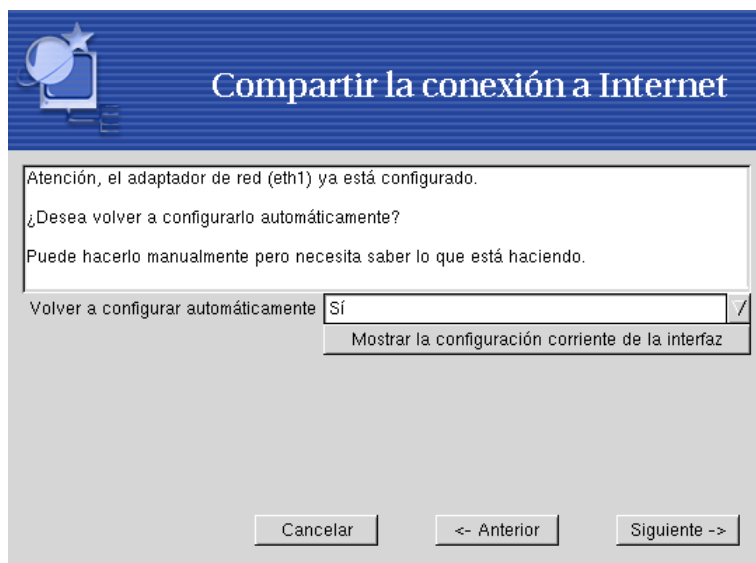 Compartir la conexión a Internet
Atención, el adaptador de red (eth1) ya está configurado.
¿Desea volver a configurarlo automáticamente?
Puede hacerlo manualmente pero necesita saber lo que está haciendo.
Volver a configurar automáticamente Sí
Mostrar la configuración corriente de la interfaz
Cancelar <- Anterior Siguiente ->